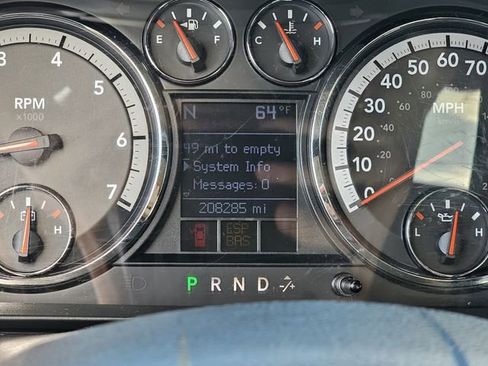 3
4
5
6
7
RPM
x1000
E F
C H
L H
N 64°F
49 mi to empty
System Info
Messages: 0
208285 mi
ESP
BAS
P R N D -/+
0
10
20
30
40
50
60
70
MPH
L H